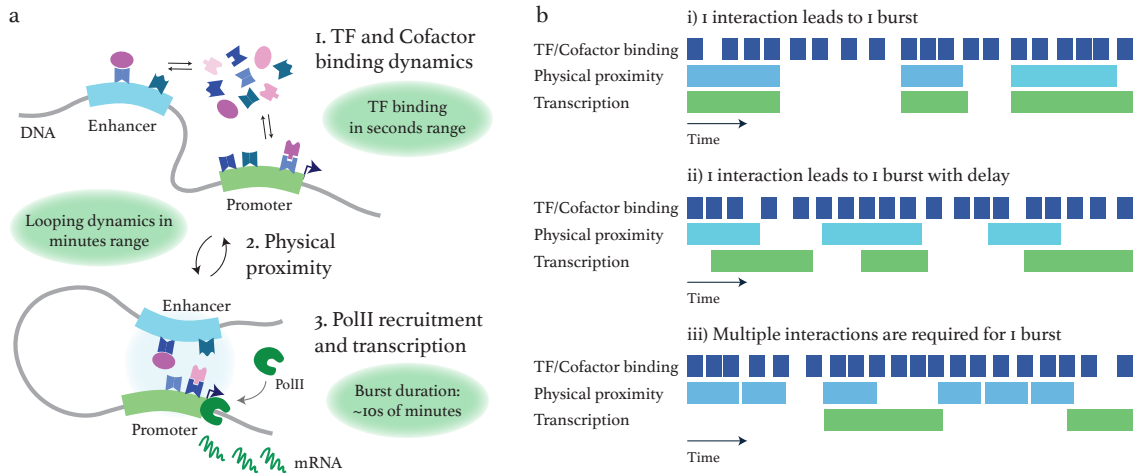 a
1. TF and Cofactor
binding dynamics
TF binding
in seconds range
DNA
Enhancer
Promoter
Looping dynamics in
minutes range
2. Physical
proximity
Enhancer
3. PolII recruitment
and transcription
PolII
Burst duration:
~10s of minutes
Promoter
mRNA
b
i) 1 interaction leads to 1 burst
TF/Cofactor binding
Physical proximity
Transcription
Time
ii) 1 interaction leads to 1 burst with delay
TF/Cofactor binding
Physical proximity
Transcription
Time
iii) Multiple interactions are required for 1 burst
TF/Cofactor binding
Physical proximity
Transcription
Time